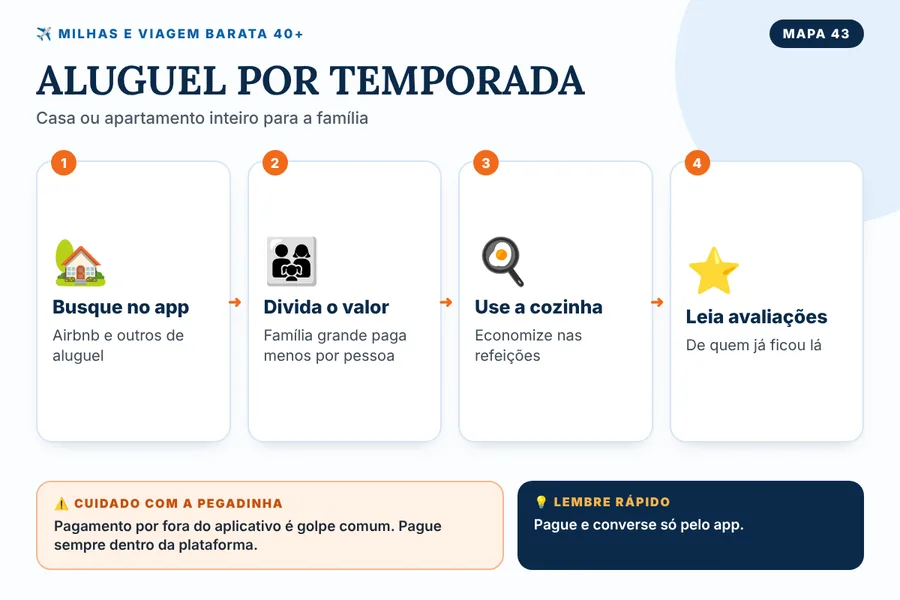 ✈️ MILHAS E VIAGEM BARATA 40+
MAPA 43
ALUGUEL POR TEMPORADA
Casa ou apartamento inteiro para a família
1
Busque no app
Airbnb e outros de
aluguel
2
Divida o valor
Família grande paga
menos por pessoa
3
Use a cozinha
Economize nas
refeições
4
Leia avaliações
De quem já ficou lá
⚠️ CUIDADO COM A PEGADINHA
Pagamento por fora do aplicativo é golpe comum. Pague
sempre dentro da plataforma.
💡 LEMBRE RÁPIDO
Pague e converse só pelo app.